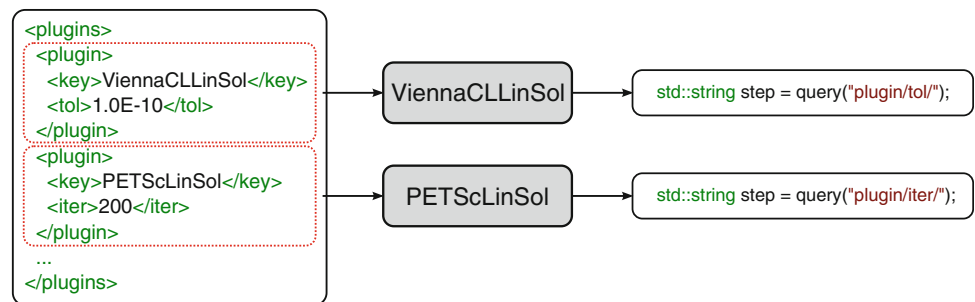 <plugins>
<plugin>
<key>ViennaCLLinSol</key>
<tol>1.0E-10</tol>
</plugin>
<plugin>
<key>PETScLinSol</key>
<iter>200</iter>
</plugin>
...
</plugins>
ViennaCLLinSol
std::string step = query("plugin/tol/");
PETScLinSol
std::string step = query("plugin/iter/");